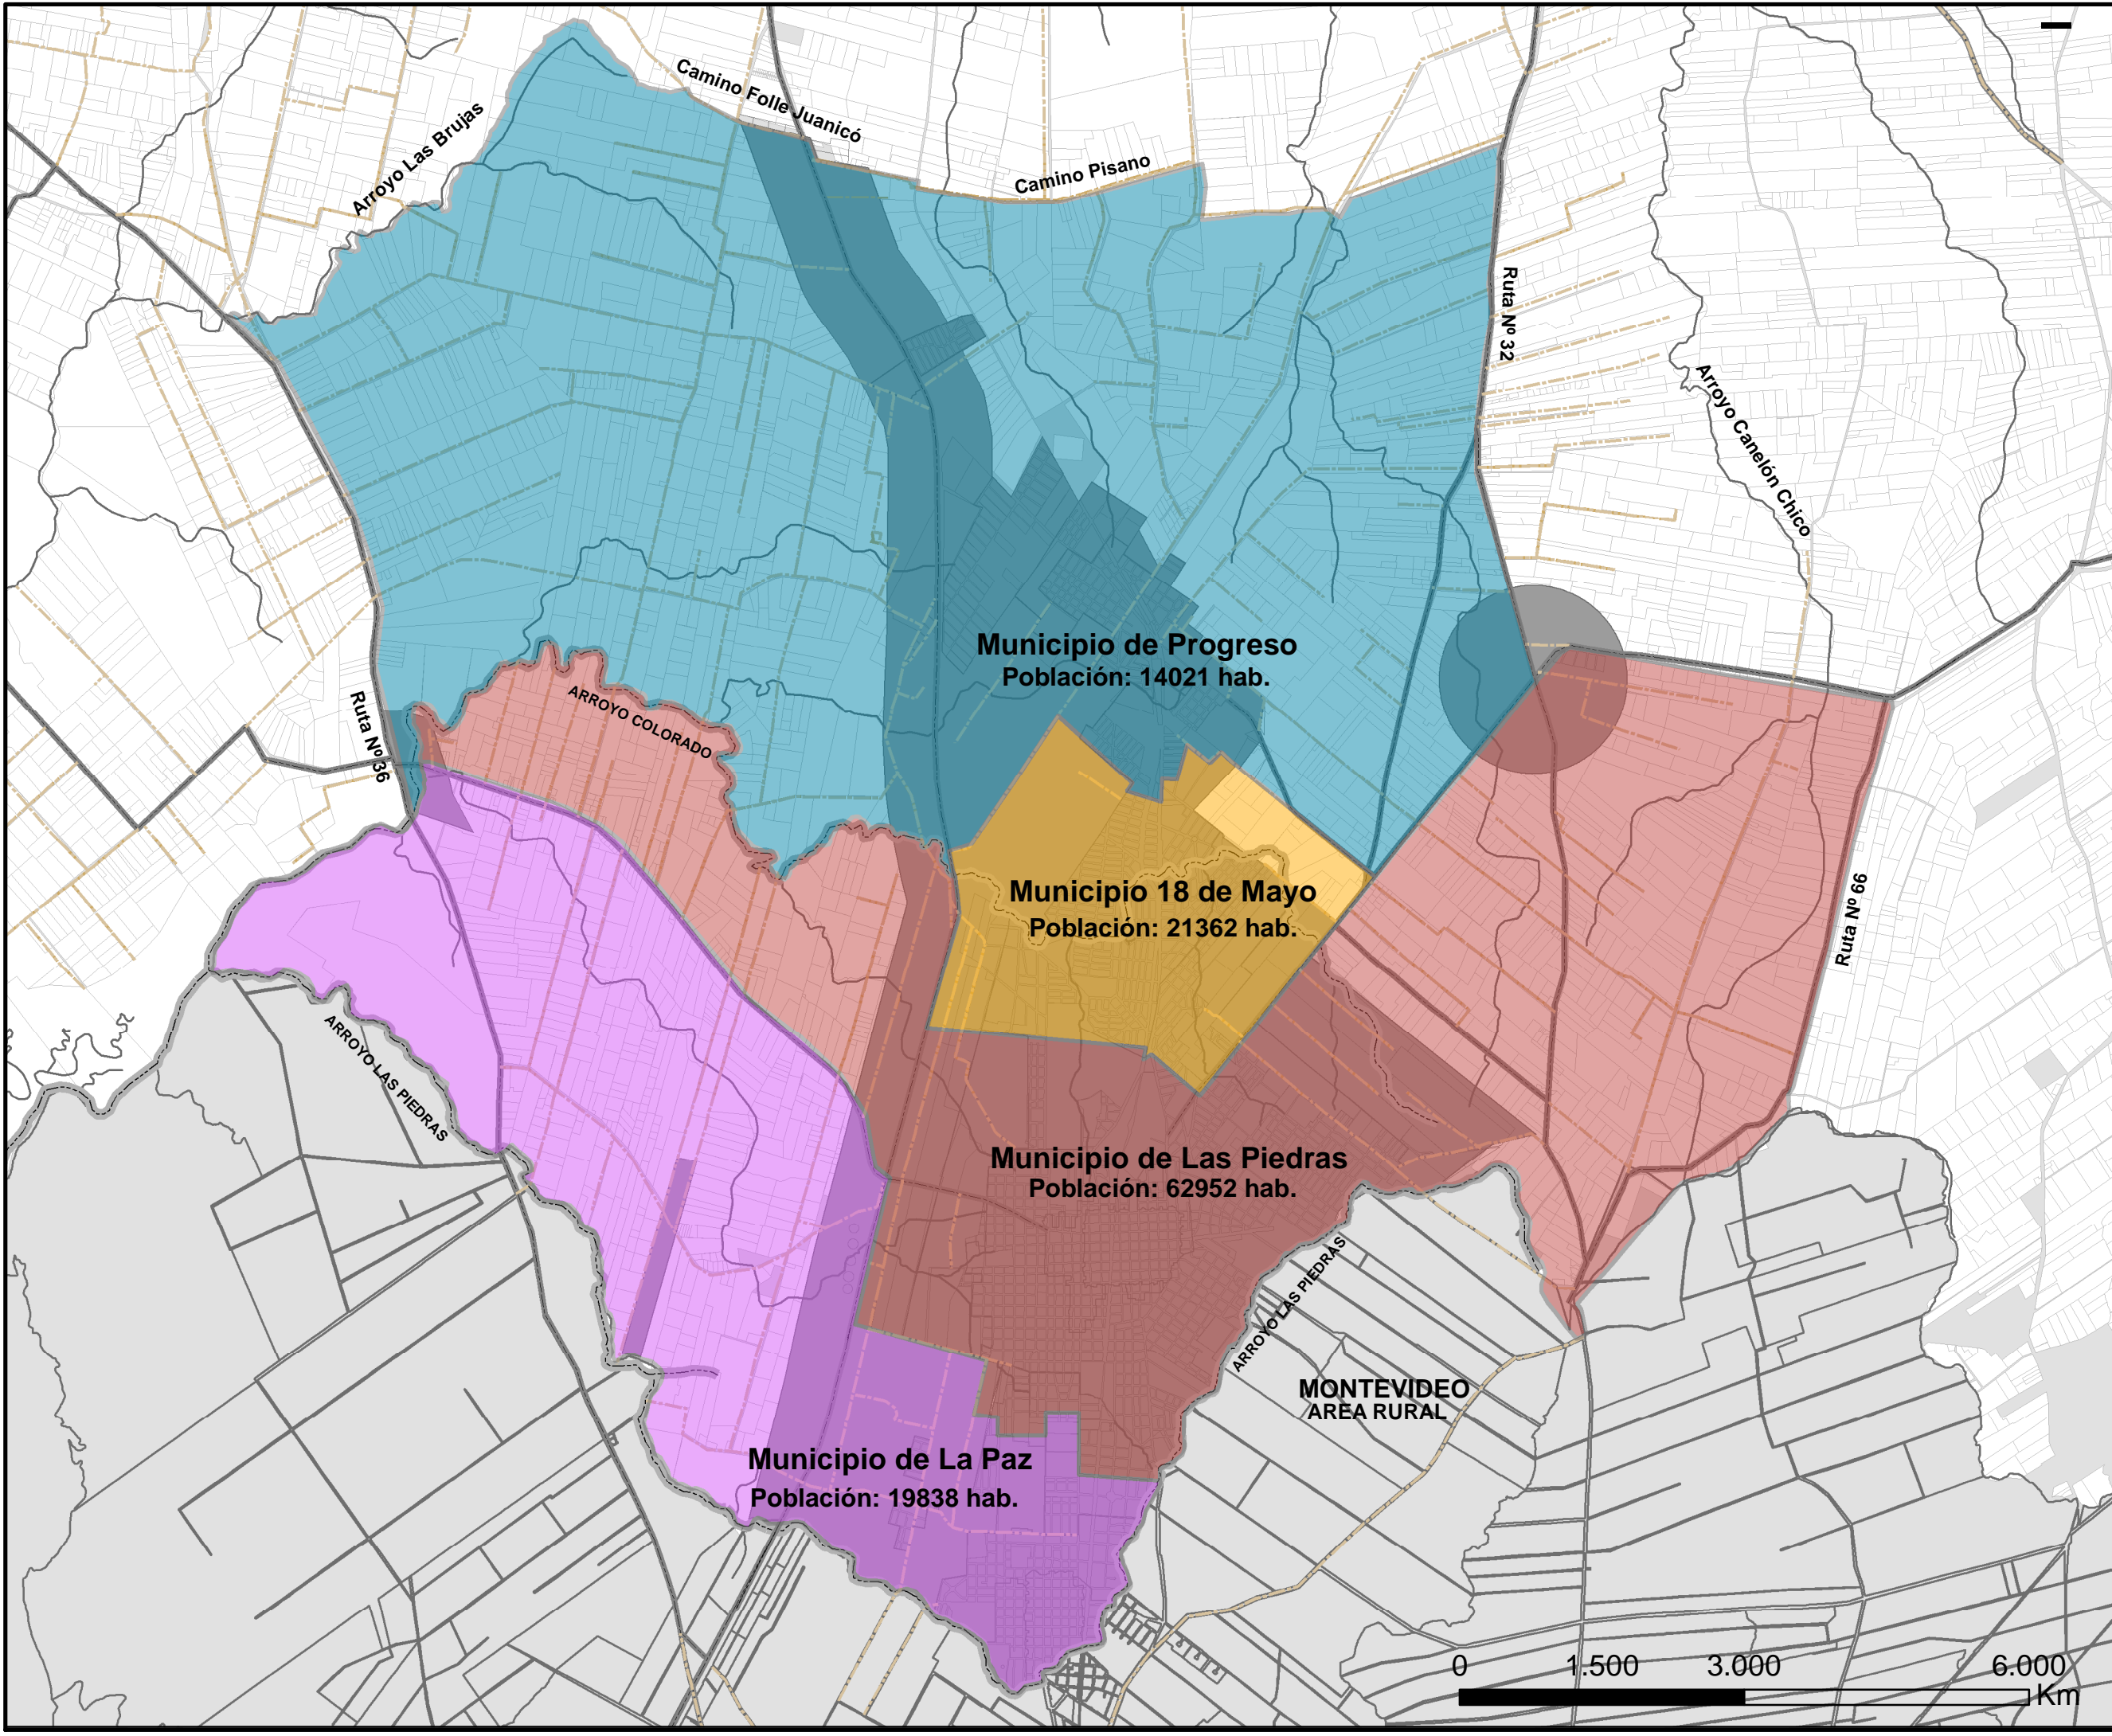 Camino Folle Juanicó
Arroyo Las Brujas
Camino Pisano
Ruta Nº 32
Arroyo Canelón Chico
Municipio de Progreso
Población: 14021 hab.
ARROYO COLORADO
Ruta Nº 36
Municipio 18 de Mayo
Población: 21362 hab.
Ruta Nº 66
ARROYO LAS PIEDRAS
Municipio de Las Piedras
Población: 62952 hab.
ARROYO LAS PIEDRAS
MONTEVIDEO
AREA RURAL
Municipio de La Paz
Población: 19838 hab.
0 1.500 3.000 6.000
Km